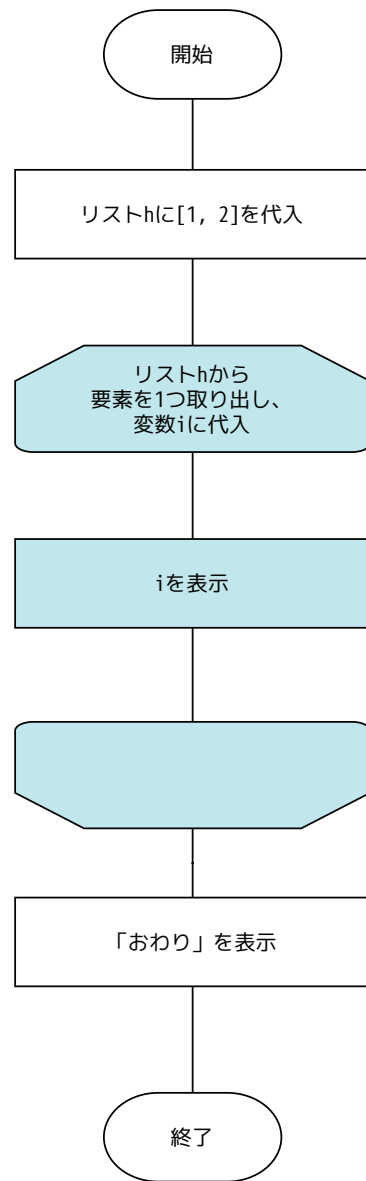 開始
リストhに[1, 2]を代入
リストhから
要素を1つ取り出し、
変数iに代入
iを表示
「おわり」を表示
終了